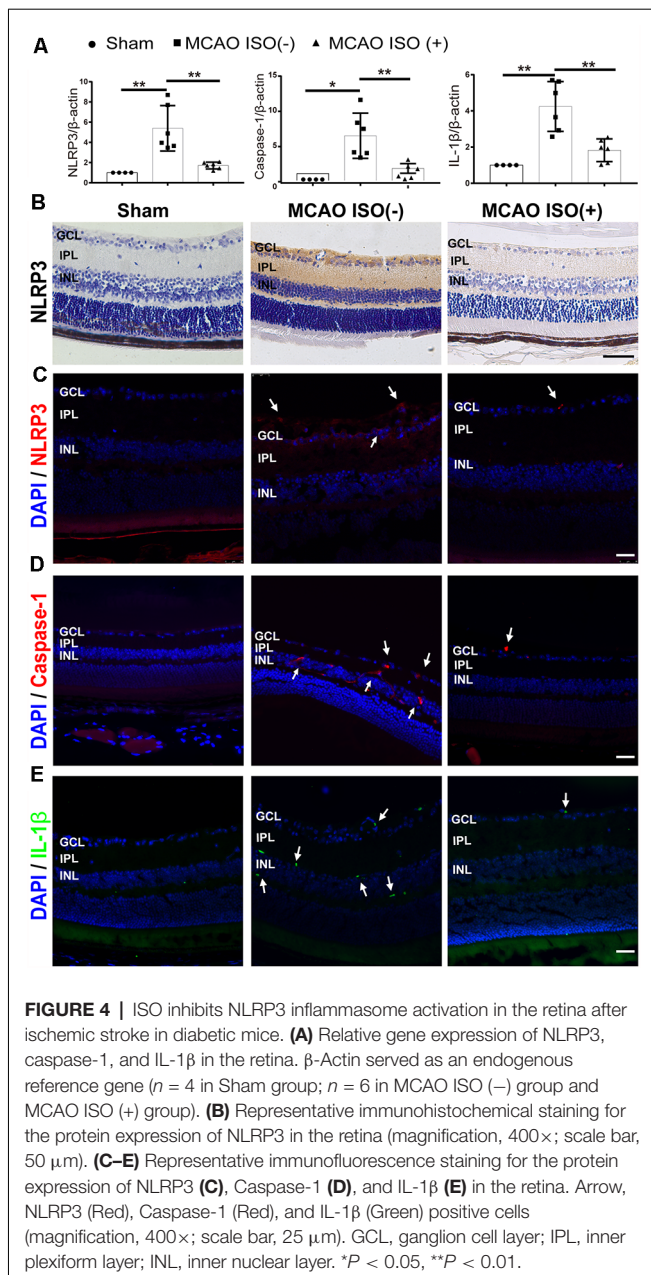 A
● Sham ■ MCAO ISO(-) ▲ MCAO ISO (+)
NLRP3/β-actin
10
8
6
4
2
0
** **
Caspase-1/β-actin
15
10
5
0
* **
IL-1β/β-actin
6
4
2
0
** **
B
Sham MCAO ISO(-) MCAO ISO(+)
NLRP3
GCL
IPL
INL
GCL
IPL
INL
GCL
IPL
INL
C
DAPI / NLRP3
GCL
IPL
INL
GCL
IPL
INL
GCL
IPL
INL
D
DAPI / Caspase-1
GCL
IPL
INL
GCL
IPL
INL
GCL
IPL
INL
E
DAPI / IL-1β
GCL
IPL
INL
GCL
IPL
INL
GCL
IPL
INL
FIGURE 4 | ISO inhibits NLRP3 inflammasome activation in the retina after
ischemic stroke in diabetic mice. (A) Relative gene expression of NLRP3,
caspase-1, and IL-1β in the retina. β-Actin served as an endogenous
reference gene (n = 4 in Sham group; n = 6 in MCAO ISO (−) group and
MCAO ISO (+) group). (B) Representative immunohistochemical staining for
the protein expression of NLRP3 in the retina (magnification, 400×; scale bar,
50 μm). (C–E) Representative immunofluorescence staining for the protein
expression of NLRP3 (C), Caspase-1 (D), and IL-1β (E) in the retina. Arrow,
NLRP3 (Red), Caspase-1 (Red), and IL-1β (Green) positive cells
(magnification, 400×; scale bar, 25 μm). GCL, ganglion cell layer; IPL, inner
plexiform layer; INL, inner nuclear layer. *P < 0.05, **P < 0.01.